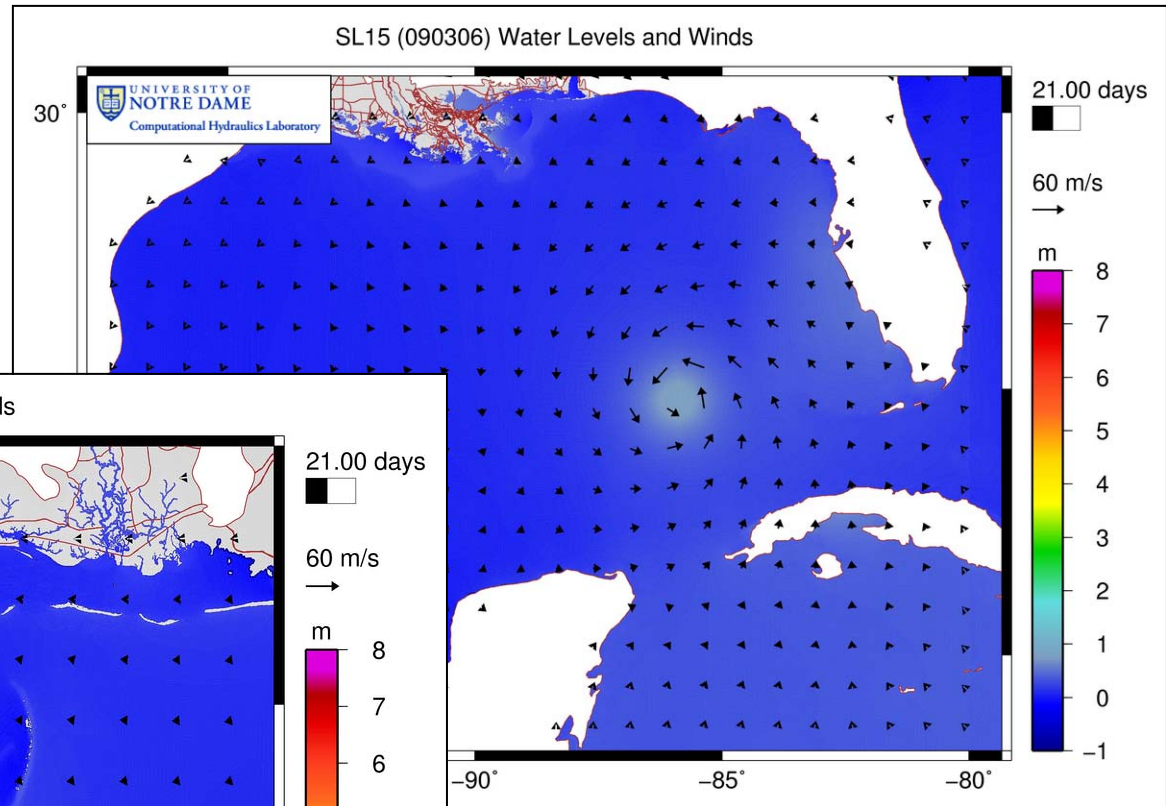 SL15 (090306) Water Levels and Winds
UNIVERSITY OF
NOTRE DAME
Computational Hydraulics Laboratory
30˚
21.00 days
60 m/s
m
8
7
6
5
4
3
2
1
0
−1
−90˚
−85˚
−80˚
ds
21.00 days
60 m/s
m
8
7
6